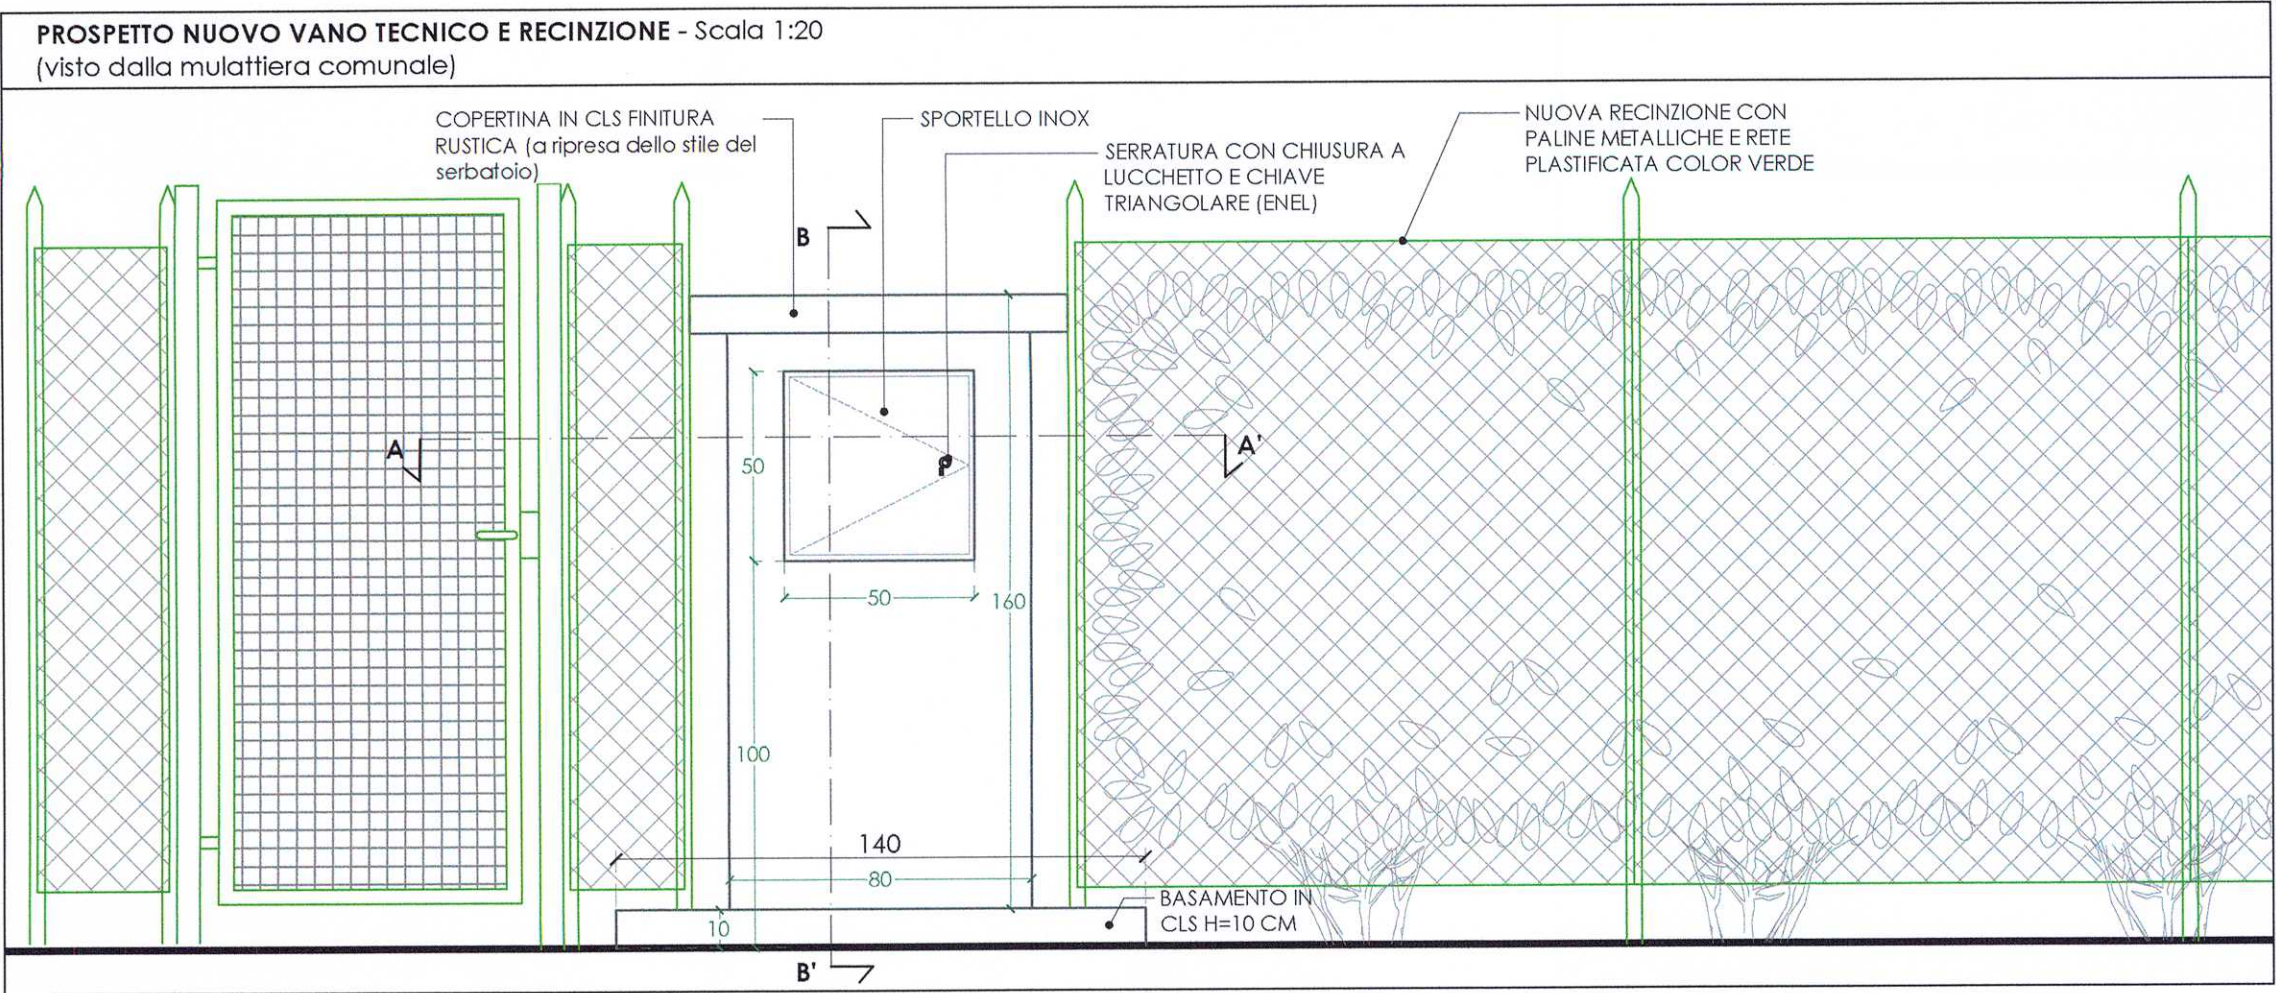 PROSPETTO NUOVO VANO TECNICO E RECINZIONE - Scala 1:20
(visto dalla mulattiera comunale)
COPERTINA IN CLS FINITURA
RUSTICA (a ripresa dello stile del
serbatoio)
SPORTELLO INOX
SERRATURA CON CHIUSURA A
LUCCHETTO E CHIAVE
TRIANGOLARE (ENEL)
NUOVA RECINZIONE CON
PALINE METALLICHE E RETE
PLASTIFICATA COLOR VERDE
B
A
A'
50
50
160
100
140
80
10
BASAMENTO IN
CLS H=10 CM
B'